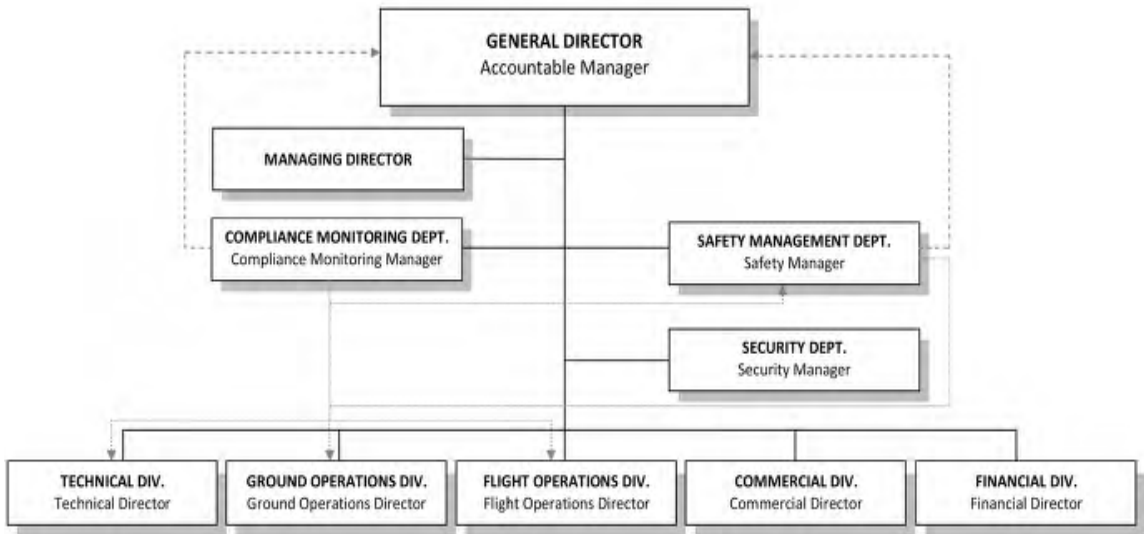 GENERAL DIRECTOR
Accountable Manager
MANAGING DIRECTOR
COMPLIANCE MONITORING DEPT.
Compliance Monitoring Manager
SAFETY MANAGEMENT DEPT.
Safety Manager
SECURITY DEPT.
Security Manager
TECHNICAL DIV.
Technical Director
GROUND OPERATIONS DIV.
Ground Operations Director
FLIGHT OPERATIONS DIV.
Flight Operations Director
COMMERCIAL DIV.
Commercial Director
FINANCIAL DIV.
Financial Director